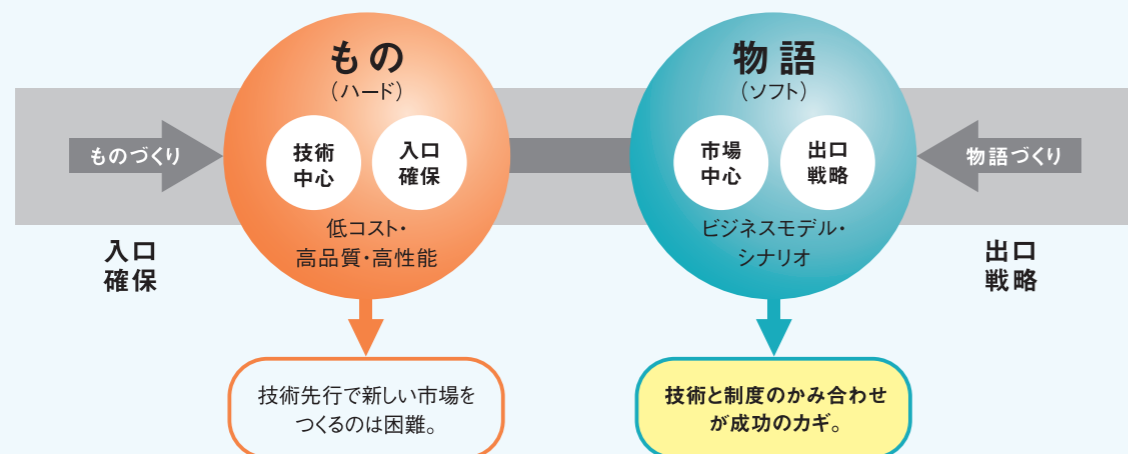 ものづくり
入口
確保
もの
(ハード)
技術
中心
入口
確保
低コスト・
高品質・高性能
技術先行で新しい市場を
つくるのは困難。
物語
(ソフト)
市場
中心
出口
戦略
ビジネスモデル・
シナリオ
技術と制度のかみ合わせ
が成功のカギ。
物語づくり
出口
戦略